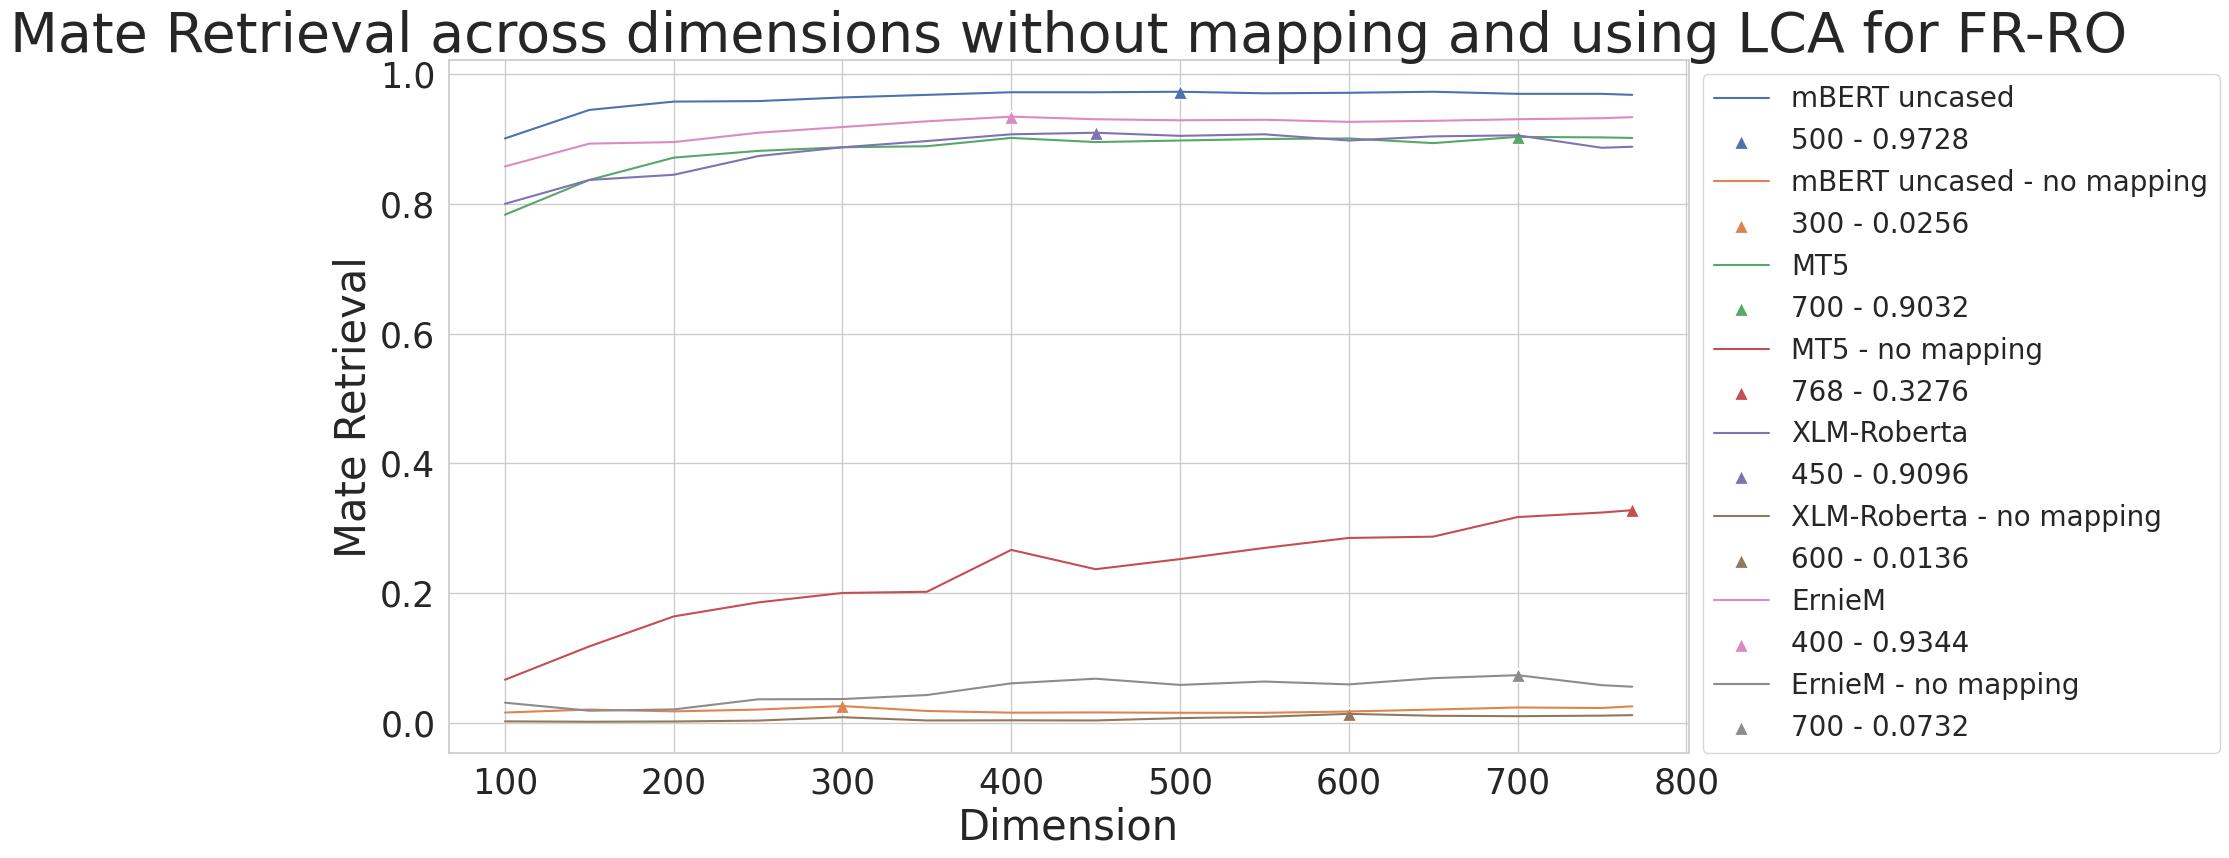 Mate Retrieval across dimensions without mapping and using LCA for FR-RO
Mate Retrieval
1.0
0.8
0.6
0.4
0.2
0.0
100 200 300 400 500 600 700 800
Dimension
mBERT uncased
500 - 0.9728
mBERT uncased - no mapping
300 - 0.0256
MT5
700 - 0.9032
MT5 - no mapping
768 - 0.3276
XLM-Roberta
450 - 0.9096
XLM-Roberta - no mapping
600 - 0.0136
ErnieM
400 - 0.9344
ErnieM - no mapping
700 - 0.0732